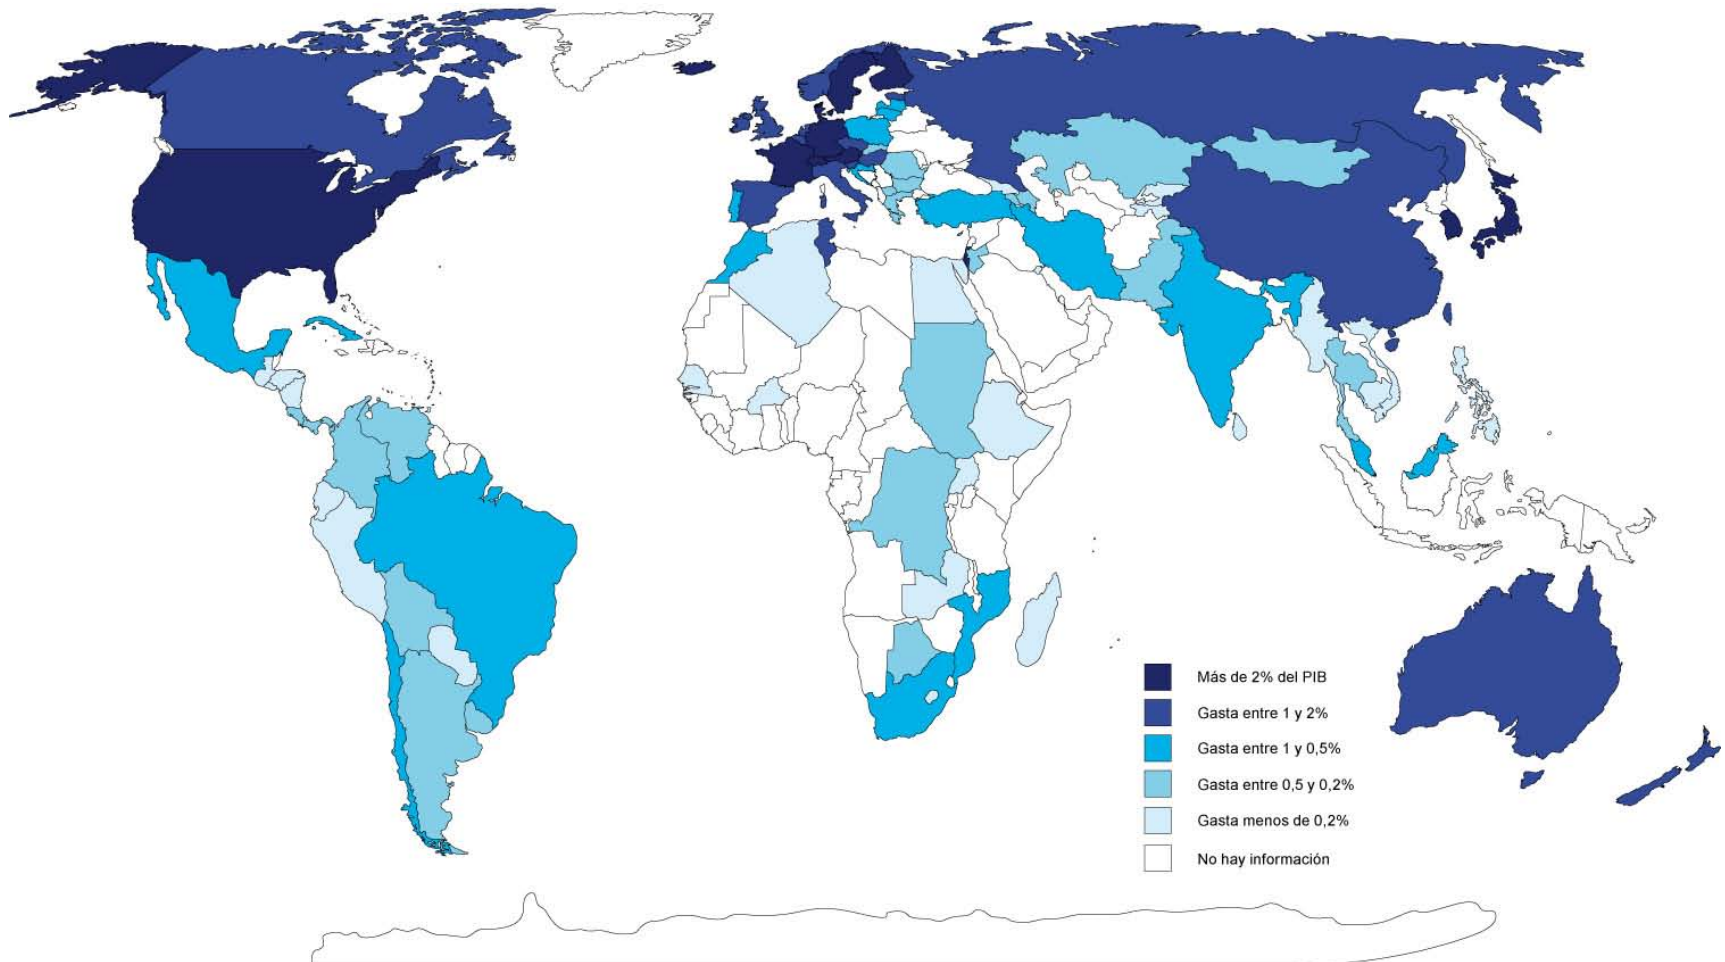 Más de 2% del PIB
Gasta entre 1 y 2%
Gasta entre 1 y 0,5%
Gasta entre 0,5 y 0,2%
Gasta menos de 0,2%
No hay información